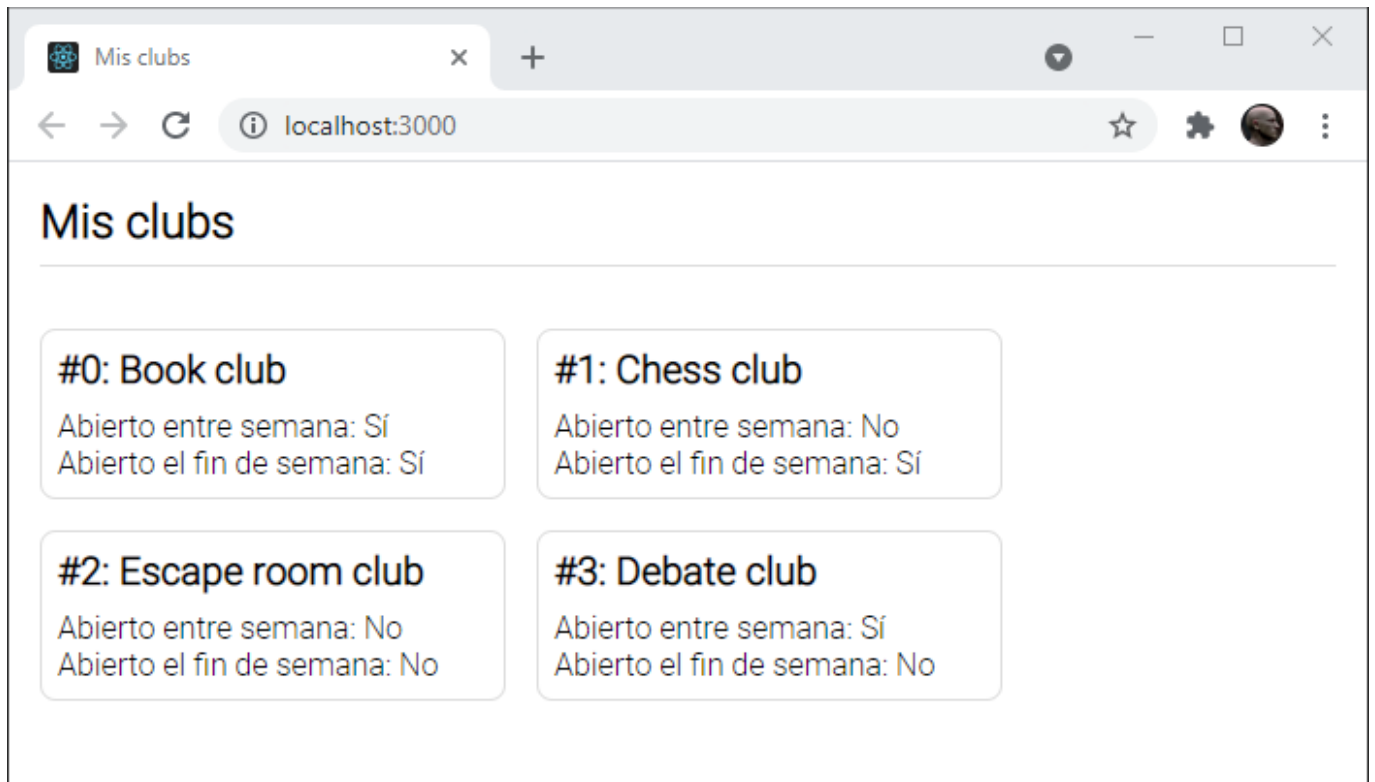 Mis clubs
localhost:3000
Mis clubs
#0: Book club
Abierto entre semana: Sí
Abierto el fin de semana: Sí
#1: Chess club
Abierto entre semana: No
Abierto el fin de semana: Sí
#2: Escape room club
Abierto entre semana: No
Abierto el fin de semana: No
#3: Debate club
Abierto entre semana: Sí
Abierto el fin de semana: No